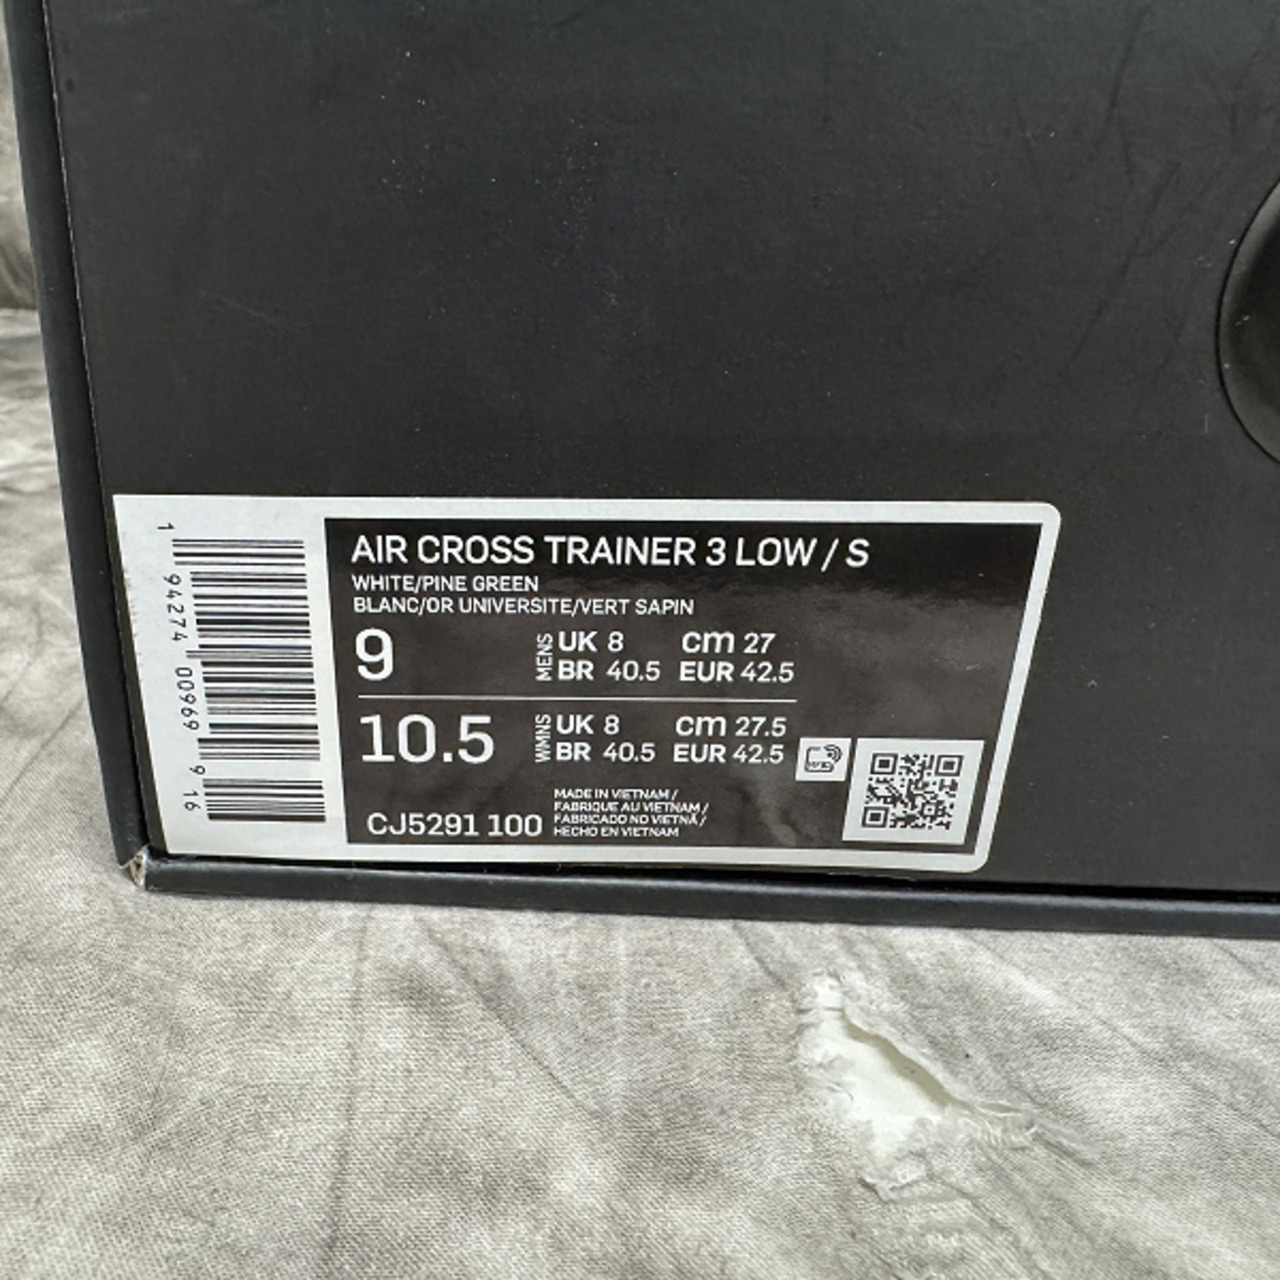 AIR CROSS TRAINER 3 LOW / S
WHITE/PINE GREEN
BLANC/OR UNIVERSITE/VERT SAPIN
9 MENS UK 8 cm 27
BR 40.5 EUR 42.5
10.5 WMNS UK 8 cm 27.5
BR 40.5 EUR 42.5
MADE IN VIETNAM /
FABRIQUE AU VIETNAM /
FABRICADO NO VIETNÃ /
HECHO EN VIETNAM
CJ5291 100
1 94274 00969 9 16